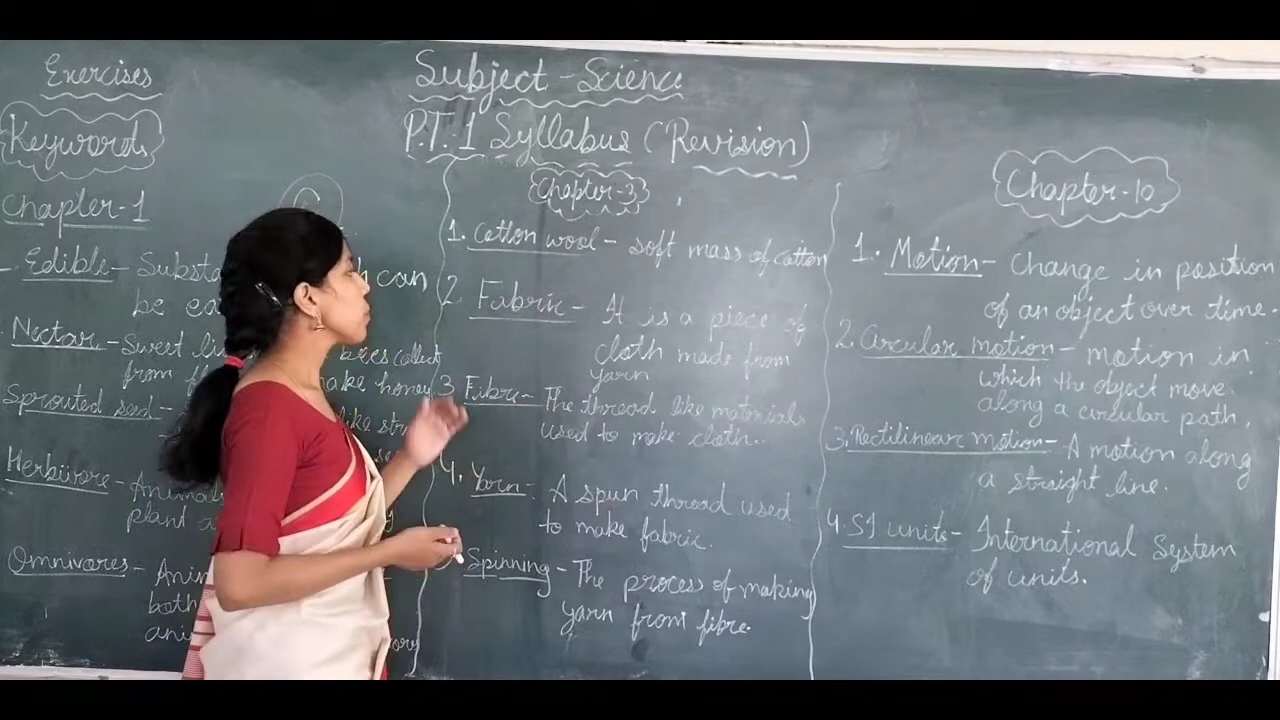 Exercises
Keywords
Chapter-1
Edible - Substa
can
be ea
Nectar - Sweet li
bees collect
from fl
make honey
Sprouted seed -
like str
Herbivore - Animal
plant
Omnivores - Anim
both
ani
Subject - Science
P.T.1 Syllabus (Revision)
Chapter-3
1. Cotton wool - soft mass of cotton
2 Fabric - It is a piece of
cloth made from
yarn
3 Fibre - The thread like materials
used to make cloth..
4. Yarn - A spun thread used
to make fabric.
Spinning - The process of making
yarn from fibre.
Chapter-10
1. Motion - Change in position
of an object over time.
2. Circular motion - motion in
which the object move
along a circular path.
3. Rectilinear motion - A motion along
a straight line.
4. SI units - International System
of units.